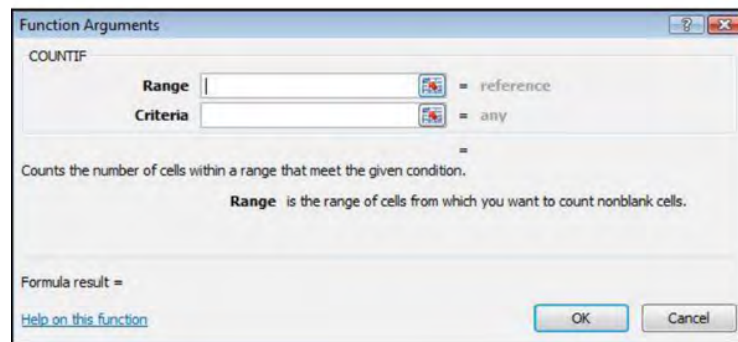 Function Arguments
COUNTIF
Range = reference
Criteria = any
=
Counts the number of cells within a range that meet the given condition.
Range is the range of cells from which you want to count nonblank cells.
Formula result =
Help on this function
OK Cancel